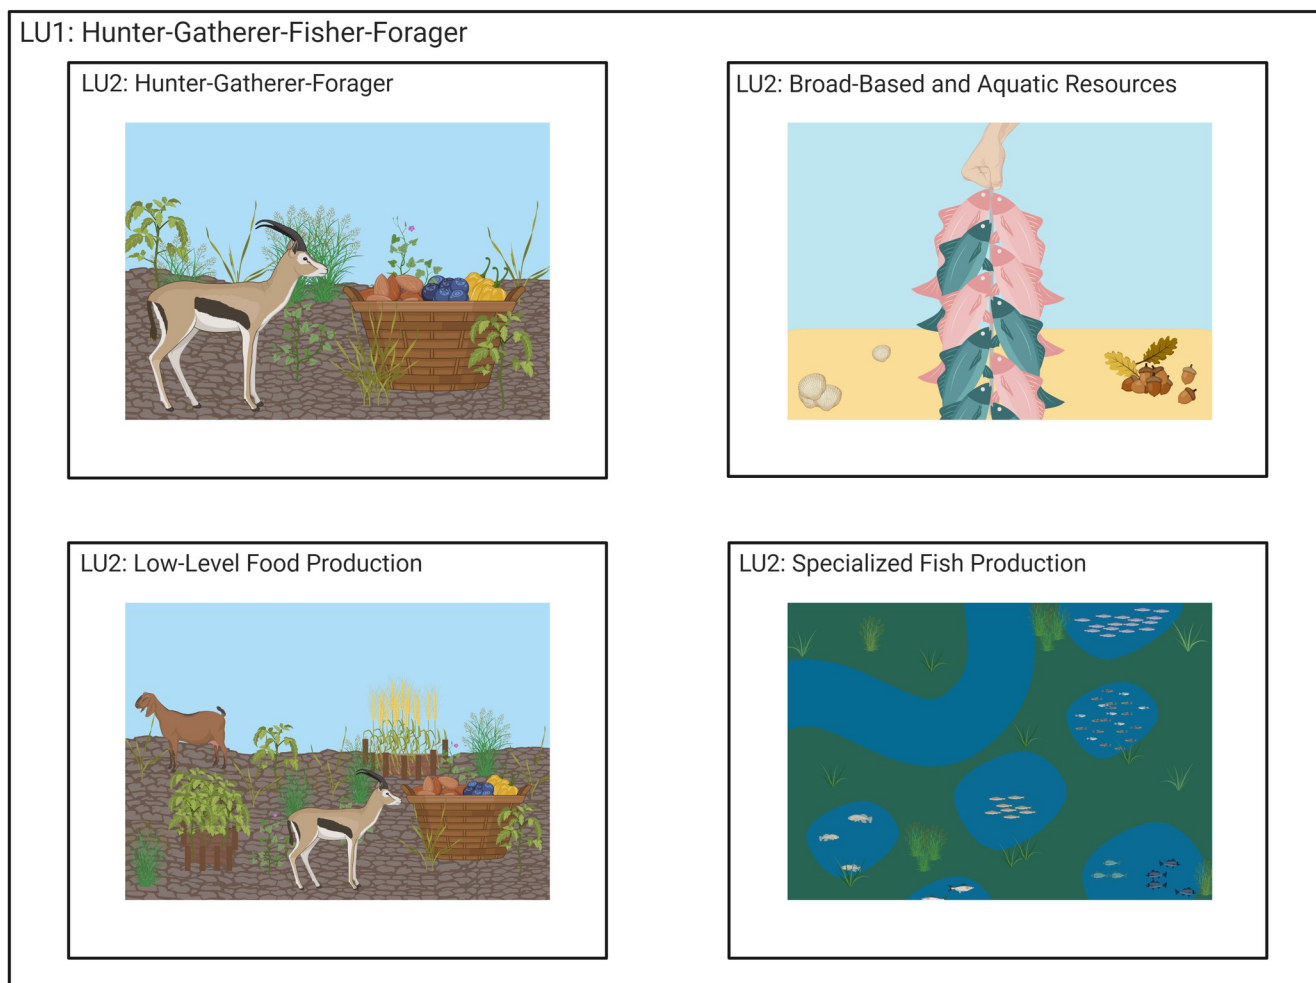 LU1: Hunter-Gatherer-Fisher-Forager
LU2: Hunter-Gatherer-Forager
LU2: Broad-Based and Aquatic Resources
LU2: Low-Level Food Production
LU2: Specialized Fish Production